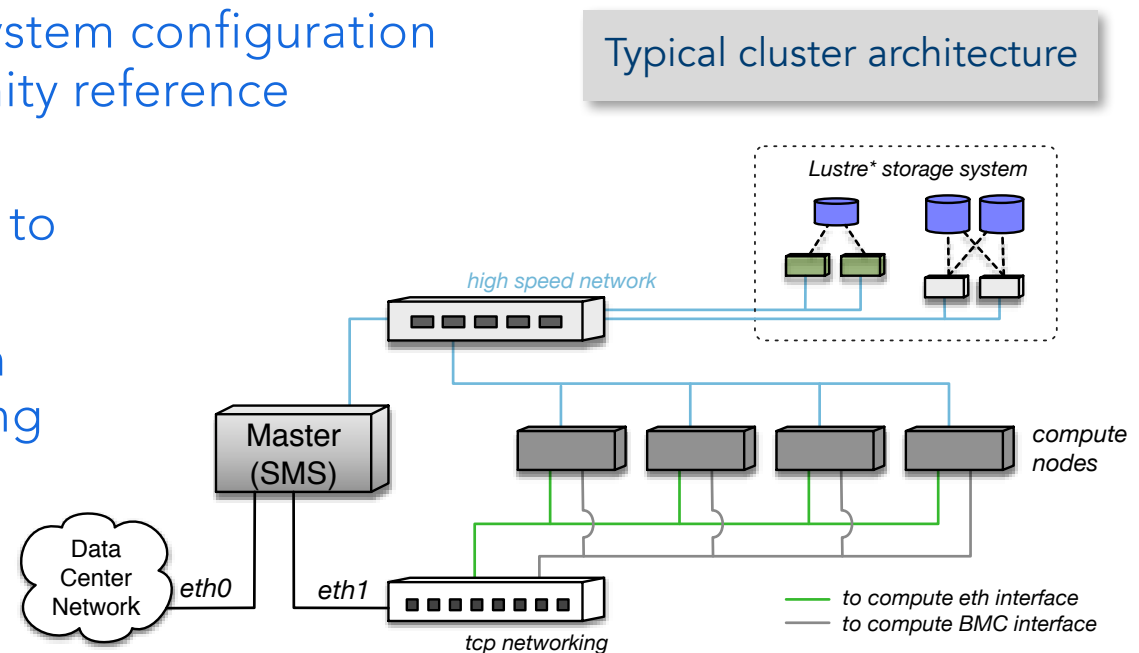 ystem configuration
nity reference
to
ng
Typical cluster architecture
Lustre* storage system
high speed network
Master
(SMS)
compute
nodes
Data
Center
Network
eth0
eth1
tcp networking
to compute eth interface
to compute BMC interface